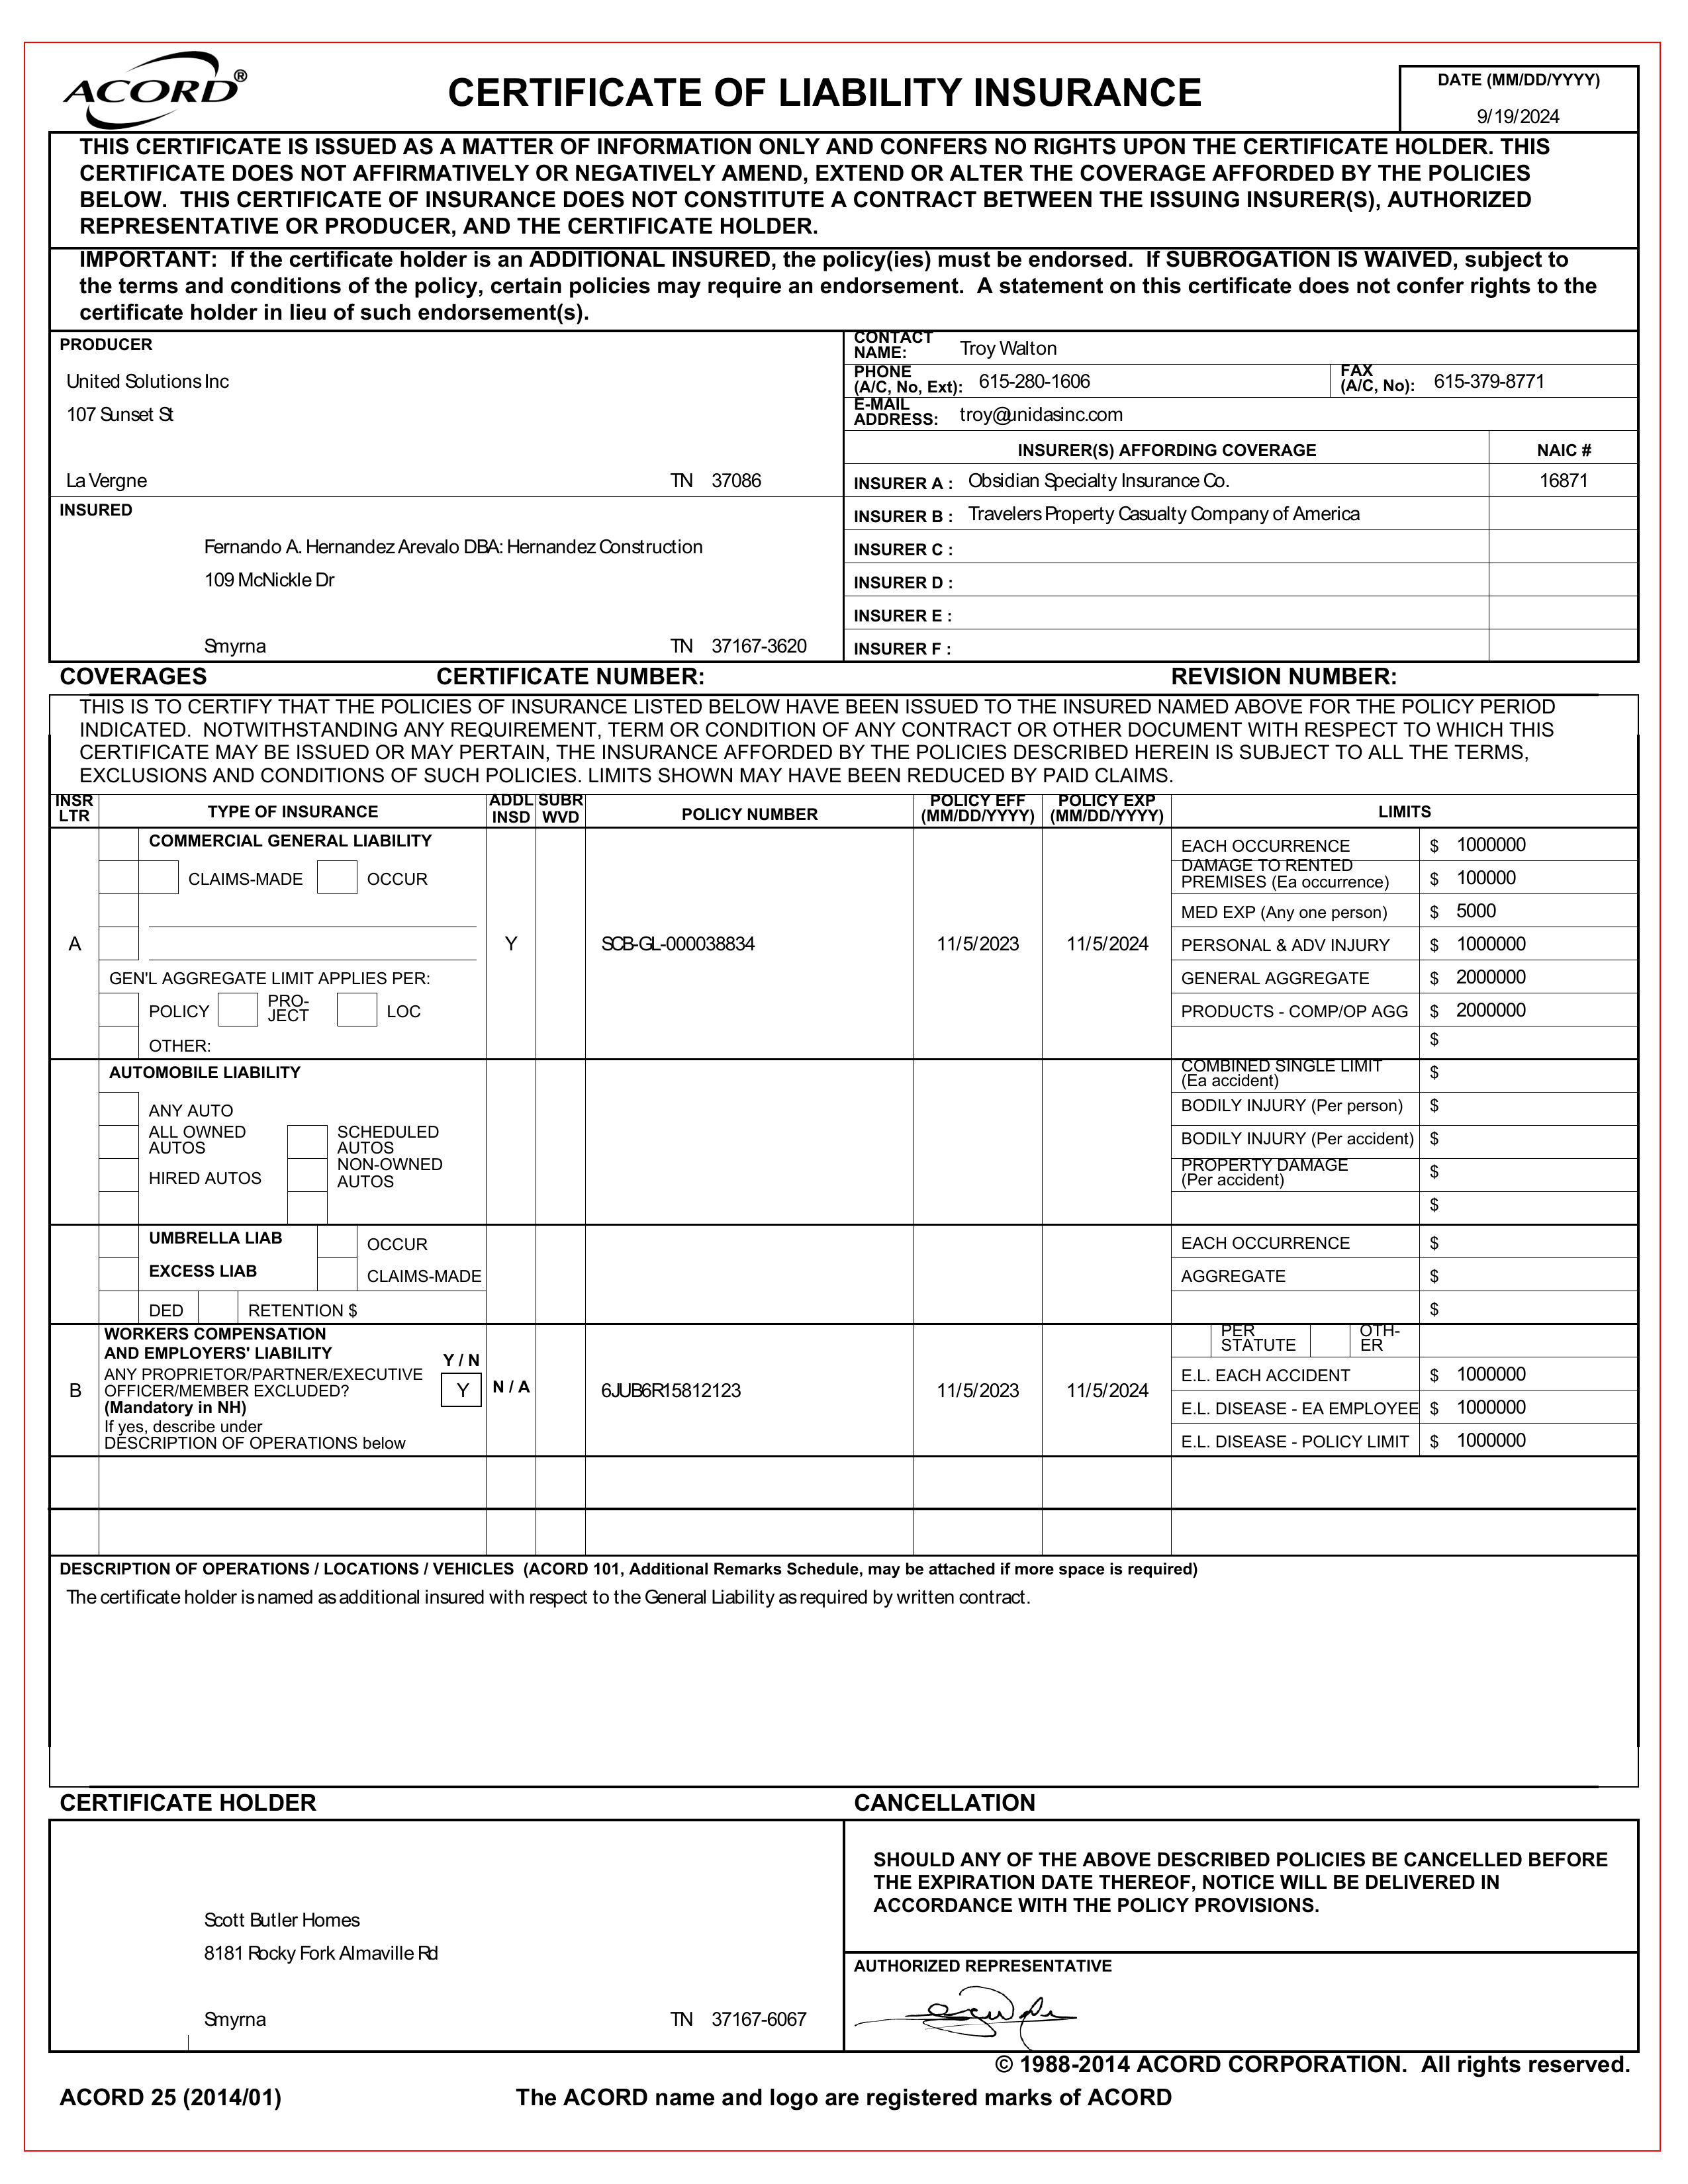 ACORD®
CERTIFICATE OF LIABILITY INSURANCE
DATE (MM/DD/YYYY)
9/19/2024
THIS CERTIFICATE IS ISSUED AS A MATTER OF INFORMATION ONLY AND CONFERS NO RIGHTS UPON THE CERTIFICATE HOLDER. THIS
CERTIFICATE DOES NOT AFFIRMATIVELY OR NEGATIVELY AMEND, EXTEND OR ALTER THE COVERAGE AFFORDED BY THE POLICIES
BELOW. THIS CERTIFICATE OF INSURANCE DOES NOT CONSTITUTE A CONTRACT BETWEEN THE ISSUING INSURER(S), AUTHORIZED
REPRESENTATIVE OR PRODUCER, AND THE CERTIFICATE HOLDER.
IMPORTANT: If the certificate holder is an ADDITIONAL INSURED, the policy(ies) must be endorsed. If SUBROGATION IS WAIVED, subject to
the terms and conditions of the policy, certain policies may require an endorsement. A statement on this certificate does not confer rights to the
certificate holder in lieu of such endorsement(s).
PRODUCER
United Solutions Inc
107 Sunset St
La Vergne TN 37086
CONTACT
NAME: Troy Walton
PHONE
(A/C, No, Ext): 615-280-1606
FAX
(A/C, No): 615-379-8771
E-MAIL
ADDRESS: troy@unidasinc.com
INSURER(S) AFFORDING COVERAGE NAIC #
INSURER A : Obsidian Specialty Insurance Co. 16871
INSURED
Fernando A. Hernandez Arevalo DBA: Hernandez Construction
109 McNickle Dr
Smyrna TN 37167-3620
INSURER B : Travelers Property Casualty Company of America
INSURER C :
INSURER D :
INSURER E :
INSURER F :
COVERAGES CERTIFICATE NUMBER: REVISION NUMBER:
THIS IS TO CERTIFY THAT THE POLICIES OF INSURANCE LISTED BELOW HAVE BEEN ISSUED TO THE INSURED NAMED ABOVE FOR THE POLICY PERIOD
INDICATED. NOTWITHSTANDING ANY REQUIREMENT, TERM OR CONDITION OF ANY CONTRACT OR OTHER DOCUMENT WITH RESPECT TO WHICH THIS
CERTIFICATE MAY BE ISSUED OR MAY PERTAIN, THE INSURANCE AFFORDED BY THE POLICIES DESCRIBED HEREIN IS SUBJECT TO ALL THE TERMS,
EXCLUSIONS AND CONDITIONS OF SUCH POLICIES. LIMITS SHOWN MAY HAVE BEEN REDUCED BY PAID CLAIMS.
INSR
LTR
TYPE OF INSURANCE
ADDL
INSD
SUBR
WVD
POLICY NUMBER
POLICY EFF
(MM/DD/YYYY)
POLICY EXP
(MM/DD/YYYY)
LIMITS
A
COMMERCIAL GENERAL LIABILITY
CLAIMS-MADE OCCUR
GEN'L AGGREGATE LIMIT APPLIES PER:
POLICY
PRO-
JECT
LOC
OTHER:
Y
SCB-GL-000038834
11/5/2023
11/5/2024
EACH OCCURRENCE $ 1000000
DAMAGE TO RENTED
PREMISES (Ea occurrence) $ 100000
MED EXP (Any one person) $ 5000
PERSONAL & ADV INJURY $ 1000000
GENERAL AGGREGATE $ 2000000
PRODUCTS - COMP/OP AGG $ 2000000
$
AUTOMOBILE LIABILITY
ANY AUTO
ALL OWNED
AUTOS
SCHEDULED
AUTOS
HIRED AUTOS
NON-OWNED
AUTOS
COMBINED SINGLE LIMIT
(Ea accident) $
BODILY INJURY (Per person) $
BODILY INJURY (Per accident) $
PROPERTY DAMAGE
(Per accident) $
$
UMBRELLA LIAB OCCUR
EXCESS LIAB CLAIMS-MADE
DED RETENTION $
EACH OCCURRENCE $
AGGREGATE $
$
B
WORKERS COMPENSATION
AND EMPLOYERS' LIABILITY
Y / N
ANY PROPRIETOR/PARTNER/EXECUTIVE
OFFICER/MEMBER EXCLUDED? Y
(Mandatory in NH)
If yes, describe under
DESCRIPTION OF OPERATIONS below
N / A
6JUB6R15812123
11/5/2023
11/5/2024
PER
STATUTE
OTH-
ER
E.L. EACH ACCIDENT $ 1000000
E.L. DISEASE - EA EMPLOYEE $ 1000000
E.L. DISEASE - POLICY LIMIT $ 1000000
DESCRIPTION OF OPERATIONS / LOCATIONS / VEHICLES (ACORD 101, Additional Remarks Schedule, may be attached if more space is required)
The certificate holder is named as additional insured with respect to the General Liability as required by written contract.
CERTIFICATE HOLDER
Scott Butler Homes
8181 Rocky Fork Almaville Rd
Smyrna TN 37167-6067
CANCELLATION
SHOULD ANY OF THE ABOVE DESCRIBED POLICIES BE CANCELLED BEFORE
THE EXPIRATION DATE THEREOF, NOTICE WILL BE DELIVERED IN
ACCORDANCE WITH THE POLICY PROVISIONS.
AUTHORIZED REPRESENTATIVE
© 1988-2014 ACORD CORPORATION. All rights reserved.
ACORD 25 (2014/01) The ACORD name and logo are registered marks of ACORD